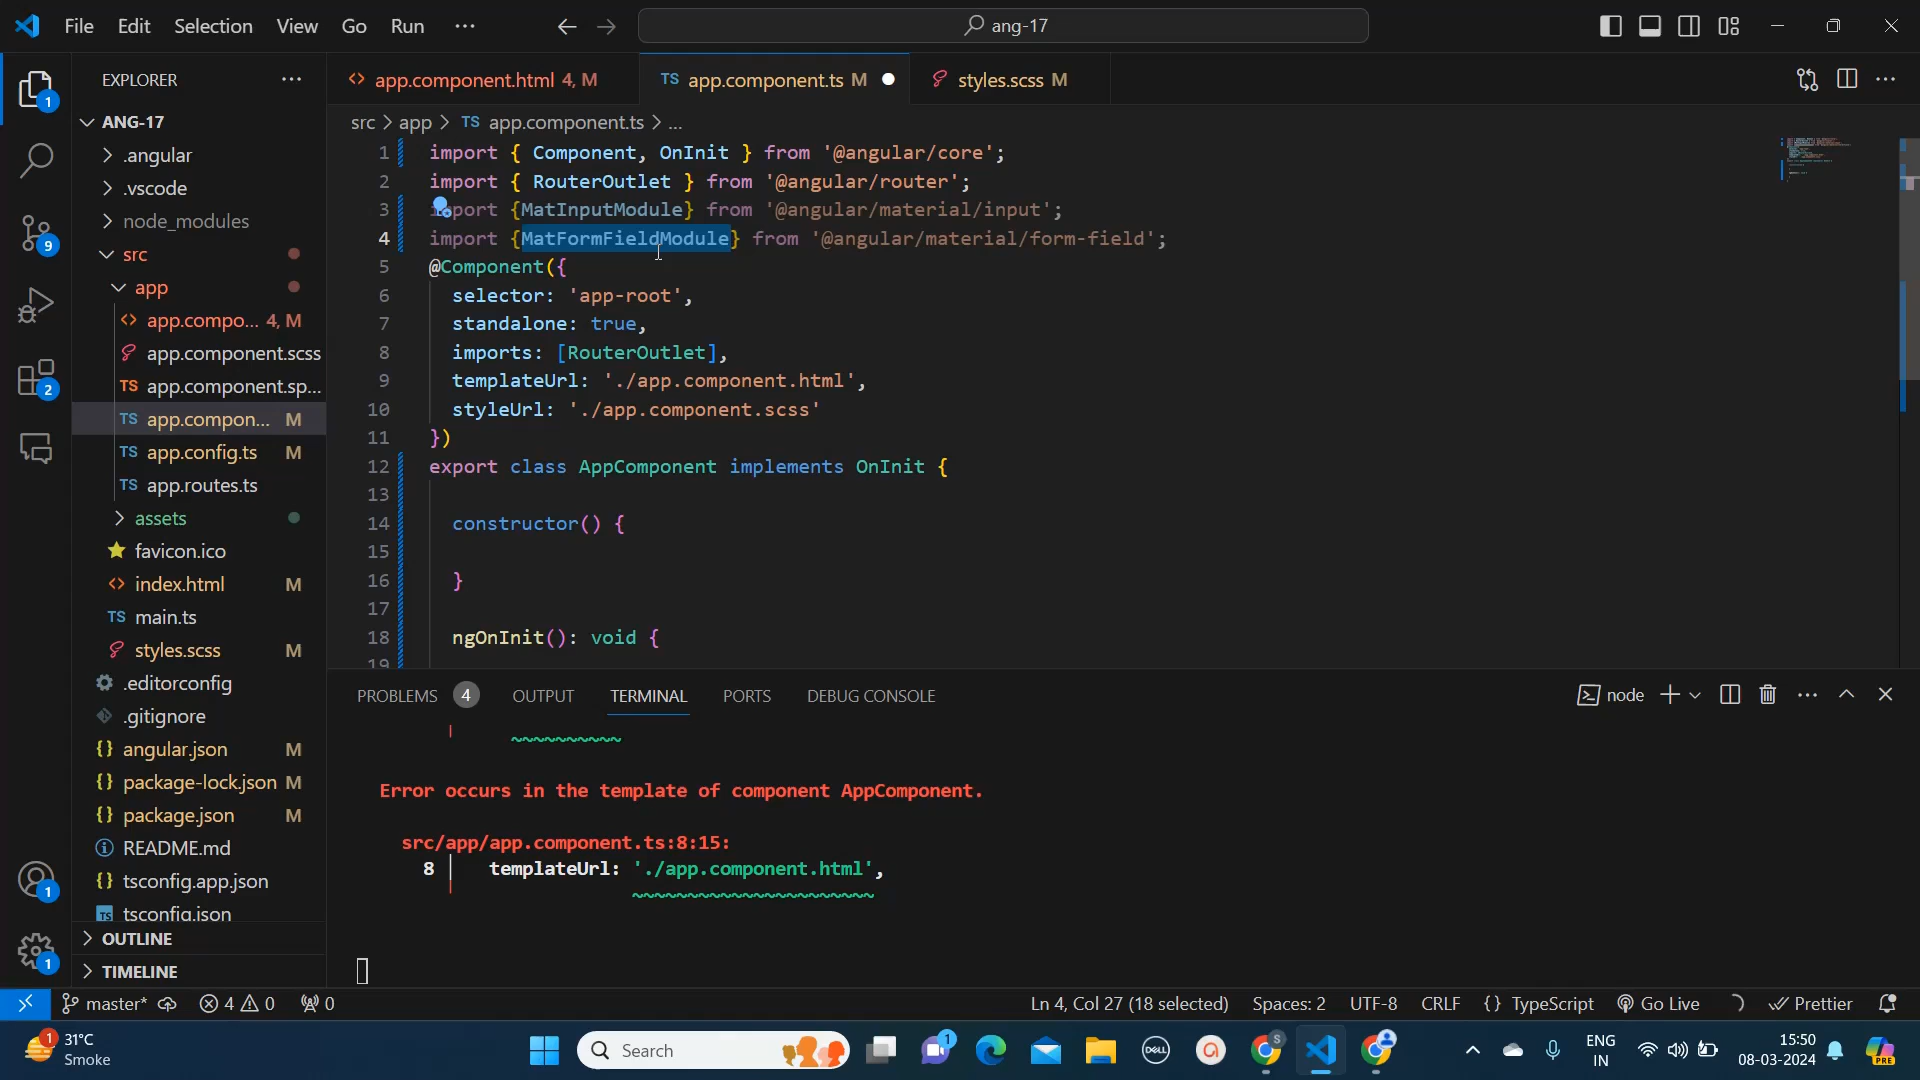 File Edit Selection View Go Run ···
ang-17
EXPLORER
ANG-17
.angular
.vscode
node_modules
src
app
app.compo... 4, M
app.component.scss
app.component.sp...
app.compon... M
app.config.ts M
app.routes.ts
assets
favicon.ico
index.html M
main.ts
styles.scss M
.editorconfig
.gitignore
angular.json M
package-lock.json M
package.json M
README.md
tsconfig.app.json
tsconfig.json
OUTLINE
TIMELINE
1
9
2
1
1
app.component.html 4, M
app.component.ts M
styles.scss M
src > app > TS app.component.ts > ...
1 import { Component, OnInit } from '@angular/core';
2 import { RouterOutlet } from '@angular/router';
3 import {MatInputModule} from '@angular/material/input';
4 import {MatFormFieldModule} from '@angular/material/form-field';
5 @Component({
6 selector: 'app-root',
7 standalone: true,
8 imports: [RouterOutlet],
9 templateUrl: './app.component.html',
10 styleUrl: './app.component.scss'
11 })
12 export class AppComponent implements OnInit {
13
14 constructor() {
15
16 }
17
18 ngOnInit(): void {
19
PROBLEMS 4 OUTPUT TERMINAL PORTS DEBUG CONSOLE
node
~~~~~~~~~~
Error occurs in the template of component AppComponent.
src/app/app.component.ts:8:15:
8 │ templateUrl: './app.component.html',
~~~~~~~~~~~~~~~~~~~~~~
master* 4 0 0
Ln 4, Col 27 (18 selected) Spaces: 2 UTF-8 CRLF {} TypeScript Go Live Prettier
31°C
Smoke
Search
ENG
IN
15:50
08-03-2024